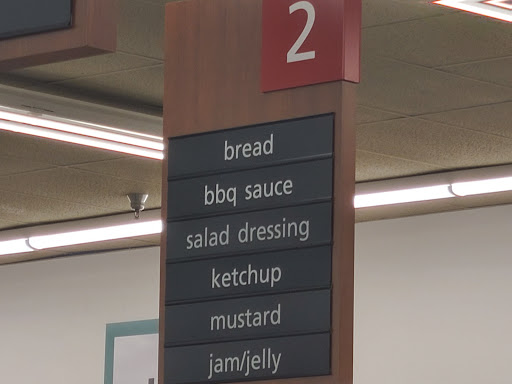 2
bread
bbq sauce
salad dressing
ketchup
mustard
jam/jelly